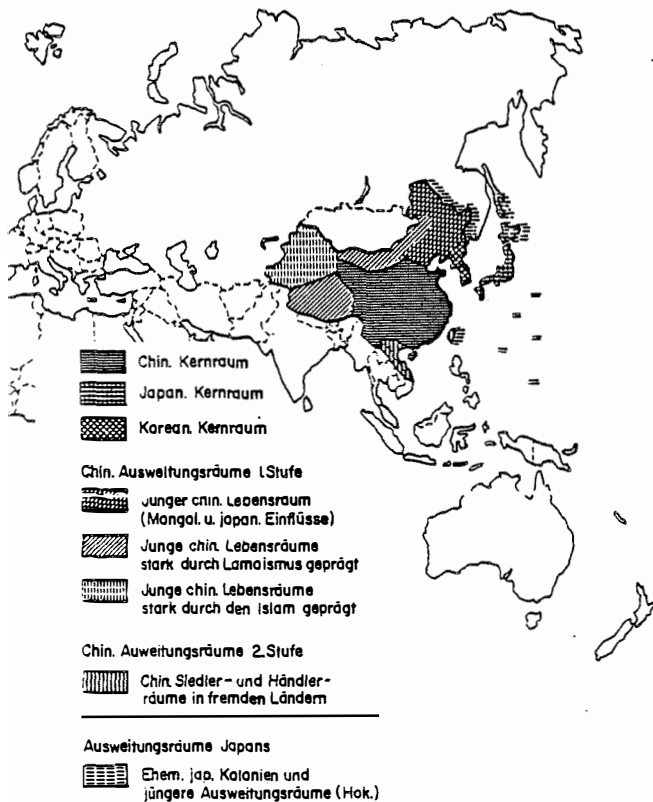 Chin. Kernraum
Japan. Kernraum
Korean. Kernraum
Chin. Ausweitungsräume 1.Stufe
Junger chin. Lebensraum
(Mongol. u. japan. Einflüsse)
Junge chin. Lebensräume
stark durch Lamaismus geprägt
Junge chin. Lebensräume
stark durch den Islam geprägt
Chin. Auweitungsräume 2.Stufe
Chin. Siedler- und Händler-
räume in fremden Ländern
Ausweitungsräume Japans
Ehem. jap. Kolonien und
jüngere Ausweitungsräume (Hok.)